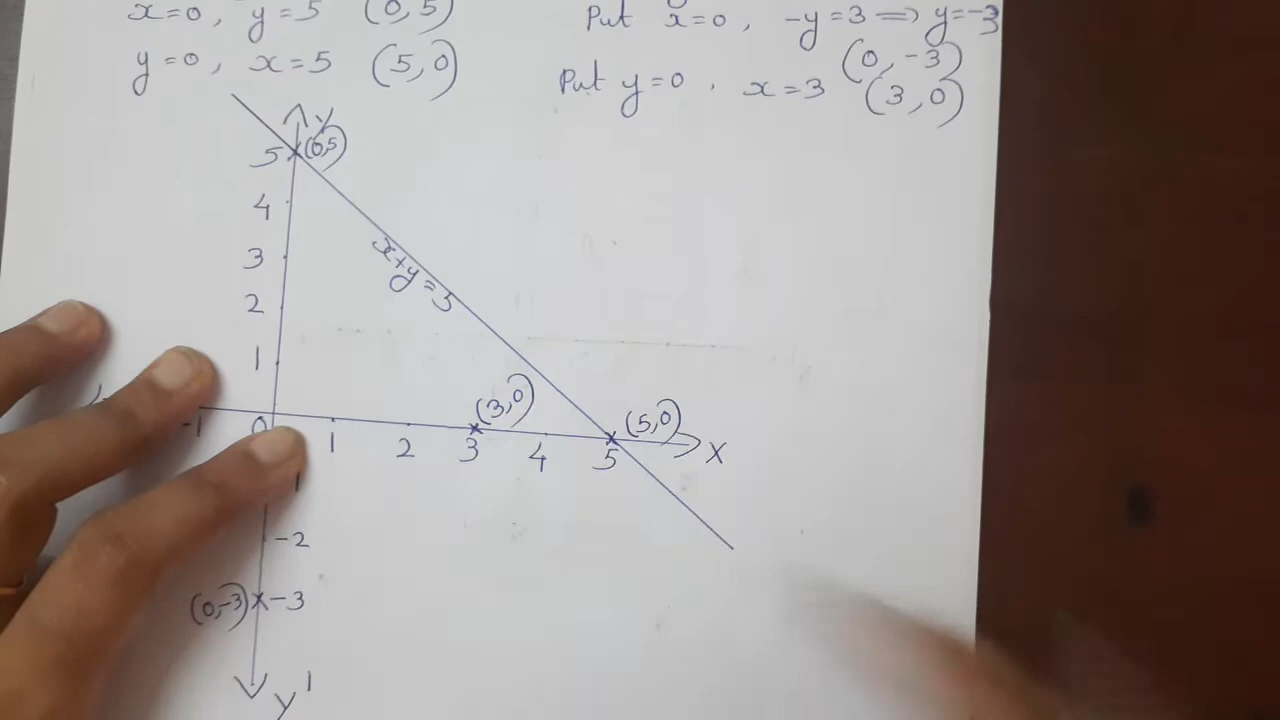 x=0, y=5 (0,5)
y=0, x=5 (5,0)
Put x=0, -y=3 ⟹ y=-3
(0,-3)
Put y=0, x=3 (3,0)
Y
5 (0,5)
4
3
2
1
x+y=5
(3,0)
(5,0)
-1 0 1 2 3 4 5 X
1
-2
(0,-3) -3
Y'